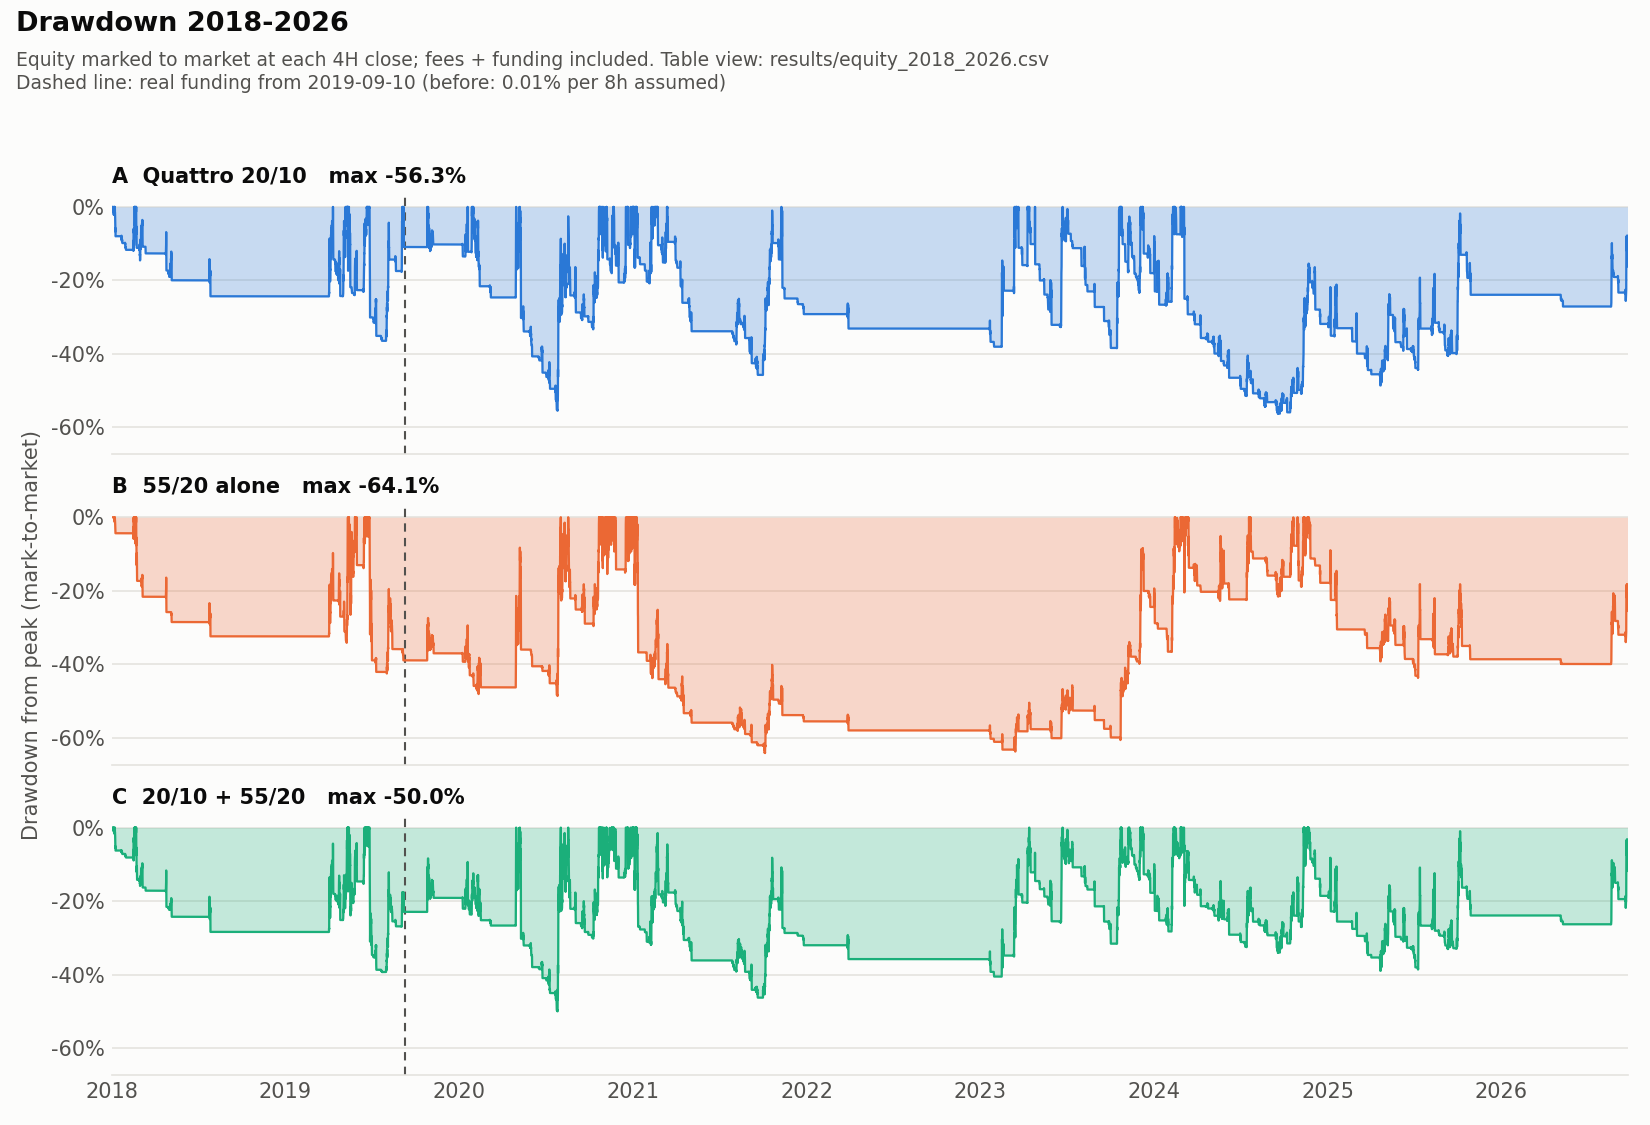 Drawdown 2018-2026
Equity marked to market at each 4H close; fees + funding included. Table view: results/equity_2018_2026.csv
Dashed line: real funding from 2019-09-10 (before: 0.01% per 8h assumed)
A  Quattro 20/10   max -56.3%
0%
-20%
-40%
-60%
B  55/20 alone   max -64.1%
0%
-20%
-40%
-60%
Drawdown from peak (mark-to-market)
C  20/10 + 55/20   max -50.0%
0%
-20%
-40%
-60%
2018 2019 2020 2021 2022 2023 2024 2025 2026